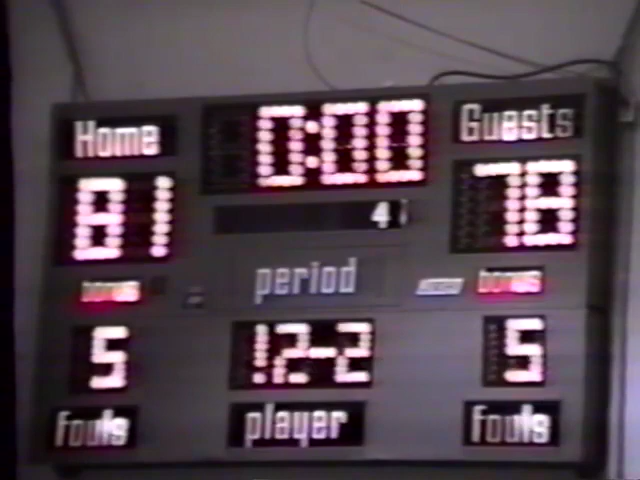 Home 0:00 Guests
81 4 78
bonus period bonus
5 12-2 5
fouls player fouls